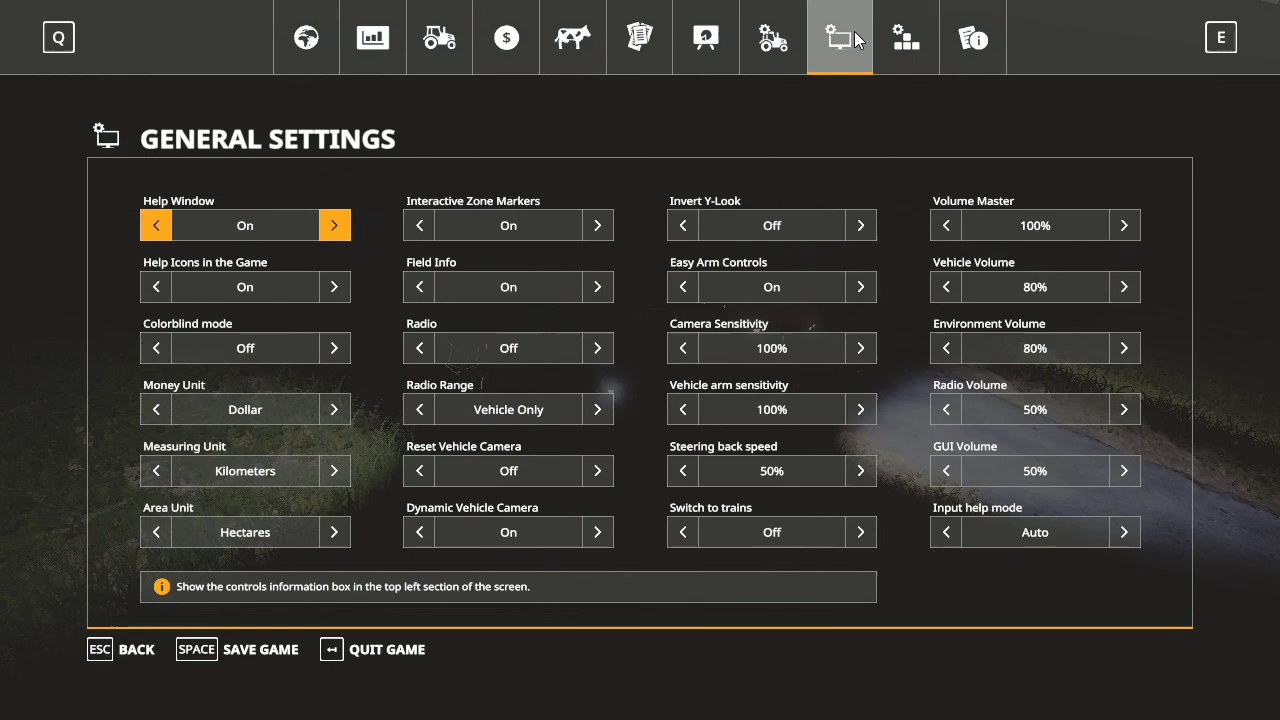 Q
$
E
GENERAL SETTINGS
Help Window
On
Help Icons in the Game
On
Colorblind mode
Off
Money Unit
Dollar
Measuring Unit
Kilometers
Area Unit
Hectares
Interactive Zone Markers
On
Field Info
On
Radio
Off
Radio Range
Vehicle Only
Reset Vehicle Camera
Off
Dynamic Vehicle Camera
On
Invert Y-Look
Off
Easy Arm Controls
On
Camera Sensitivity
100%
Vehicle arm sensitivity
100%
Steering back speed
50%
Switch to trains
Off
Volume Master
100%
Vehicle Volume
80%
Environment Volume
80%
Radio Volume
50%
GUI Volume
50%
Input help mode
Auto
Show the controls information box in the top left section of the screen.
ESC BACK SPACE SAVE GAME QUIT GAME